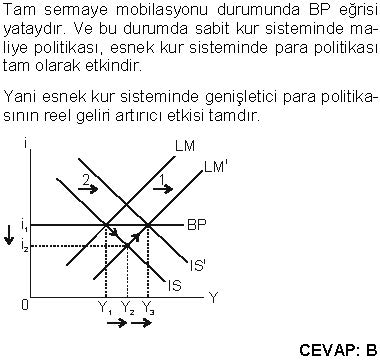 Tam sermaye mobilasyonu durumunda BP eğrisi
yataydır. Ve bu durumda sabit kur sisteminde ma-
liye politikası, esnek kur sisteminde para politikası
tam olarak etkindir.
Yani esnek kur sisteminde genişletici para politika-
sının reel geliri artırıcı etkisi tamdır.
i
LM
LM'
2
1
i₁
BP
i₂
IS'
IS
0
Y₁
Y₂
Y₃
Y
CEVAP: B